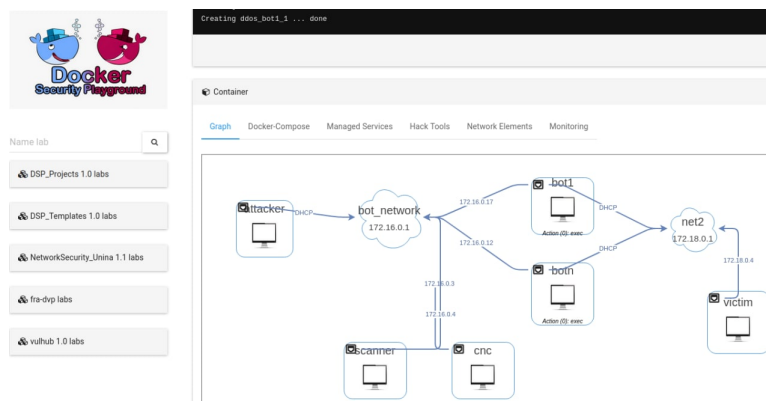 Creating ddos_bot1_1 ... done
Docker
Security Playground
Container
Graph Docker-Compose Managed Services Hack Tools Network Elements Monitoring
Name lab
DSP_Projects 1.0 labs
DSP_Templates 1.0 labs
NetworkSecurity_Unina 1.1 labs
fra-dvp labs
vulhub 1.0 labs
attacker
DHCP
bot_network
172.16.0.1
172.16.0.17
172.16.0.12
bot1
Action (0): exec
DHCP
net2
172.18.0.1
DHCP
botn
Action (0): exec
172.18.0.4
victim
172.16.0.3
172.16.0.4
scanner
cnc